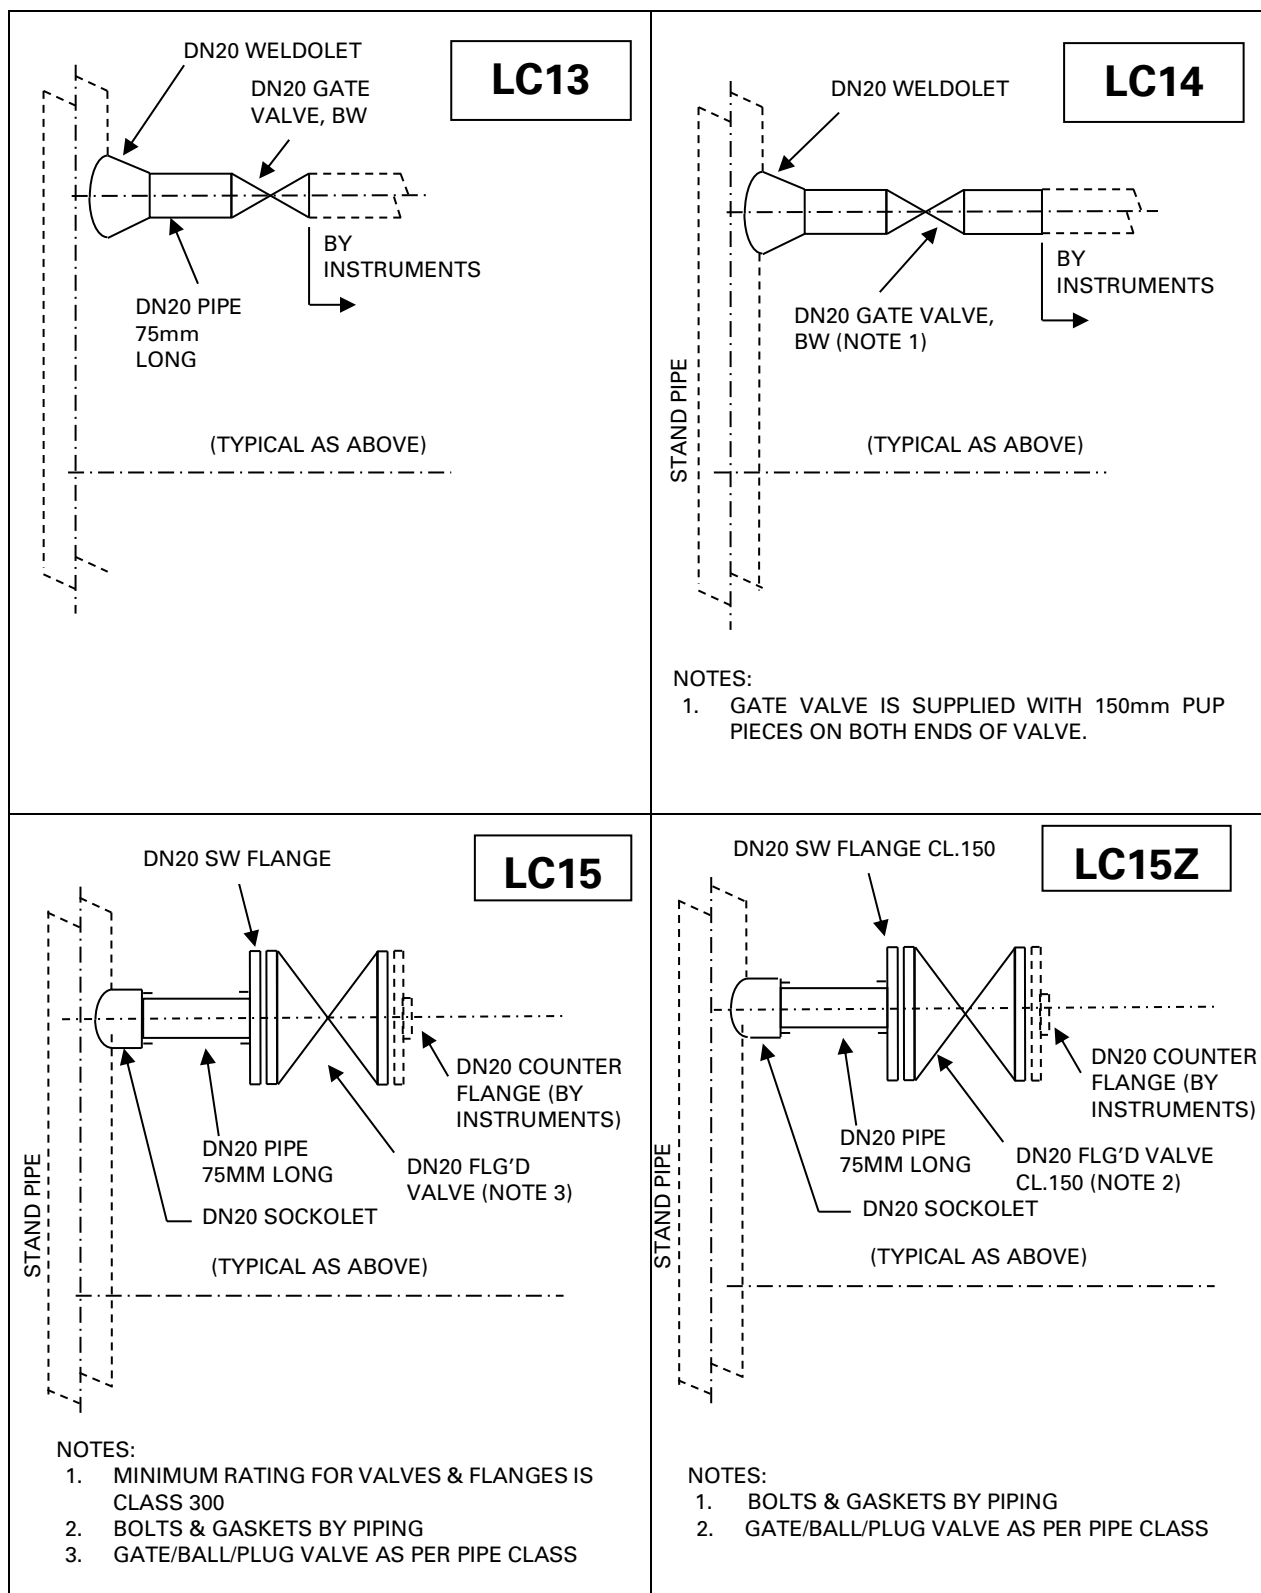 LC13
DN20 WELDOLET
DN20 GATE
VALVE, BW
BY
INSTRUMENTS
DN20 PIPE
75mm
LONG
(TYPICAL AS ABOVE)
LC14
DN20 WELDOLET
BY
INSTRUMENTS
DN20 GATE VALVE,
BW (NOTE 1)
STAND PIPE
(TYPICAL AS ABOVE)
NOTES:
1. GATE VALVE IS SUPPLIED WITH 150mm PUP
PIECES ON BOTH ENDS OF VALVE.
LC15
DN20 SW FLANGE
DN20 COUNTER
FLANGE (BY
INSTRUMENTS)
DN20 PIPE
75MM LONG
DN20 FLG'D
VALVE (NOTE 3)
DN20 SOCKOLET
STAND PIPE
(TYPICAL AS ABOVE)
NOTES:
1. MINIMUM RATING FOR VALVES & FLANGES IS
CLASS 300
2. BOLTS & GASKETS BY PIPING
3. GATE/BALL/PLUG VALVE AS PER PIPE CLASS
LC15Z
DN20 SW FLANGE CL.150
DN20 COUNTER
FLANGE (BY
INSTRUMENTS)
DN20 PIPE
75MM LONG
DN20 FLG'D VALVE
CL.150 (NOTE 2)
DN20 SOCKOLET
STAND PIPE
(TYPICAL AS ABOVE)
NOTES:
1. BOLTS & GASKETS BY PIPING
2. GATE/BALL/PLUG VALVE AS PER PIPE CLASS